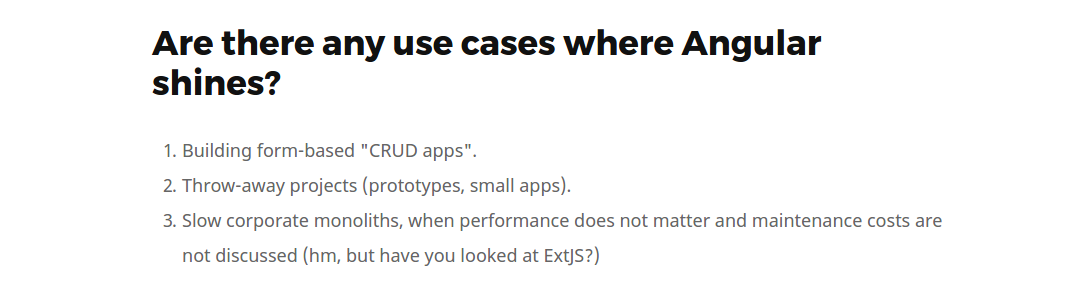 Are there any use cases where Angular
shines?
1. Building form-based "CRUD apps".
2. Throw-away projects (prototypes, small apps).
3. Slow corporate monoliths, when performance does not matter and maintenance costs are
not discussed (hm, but have you looked at ExtJS?)